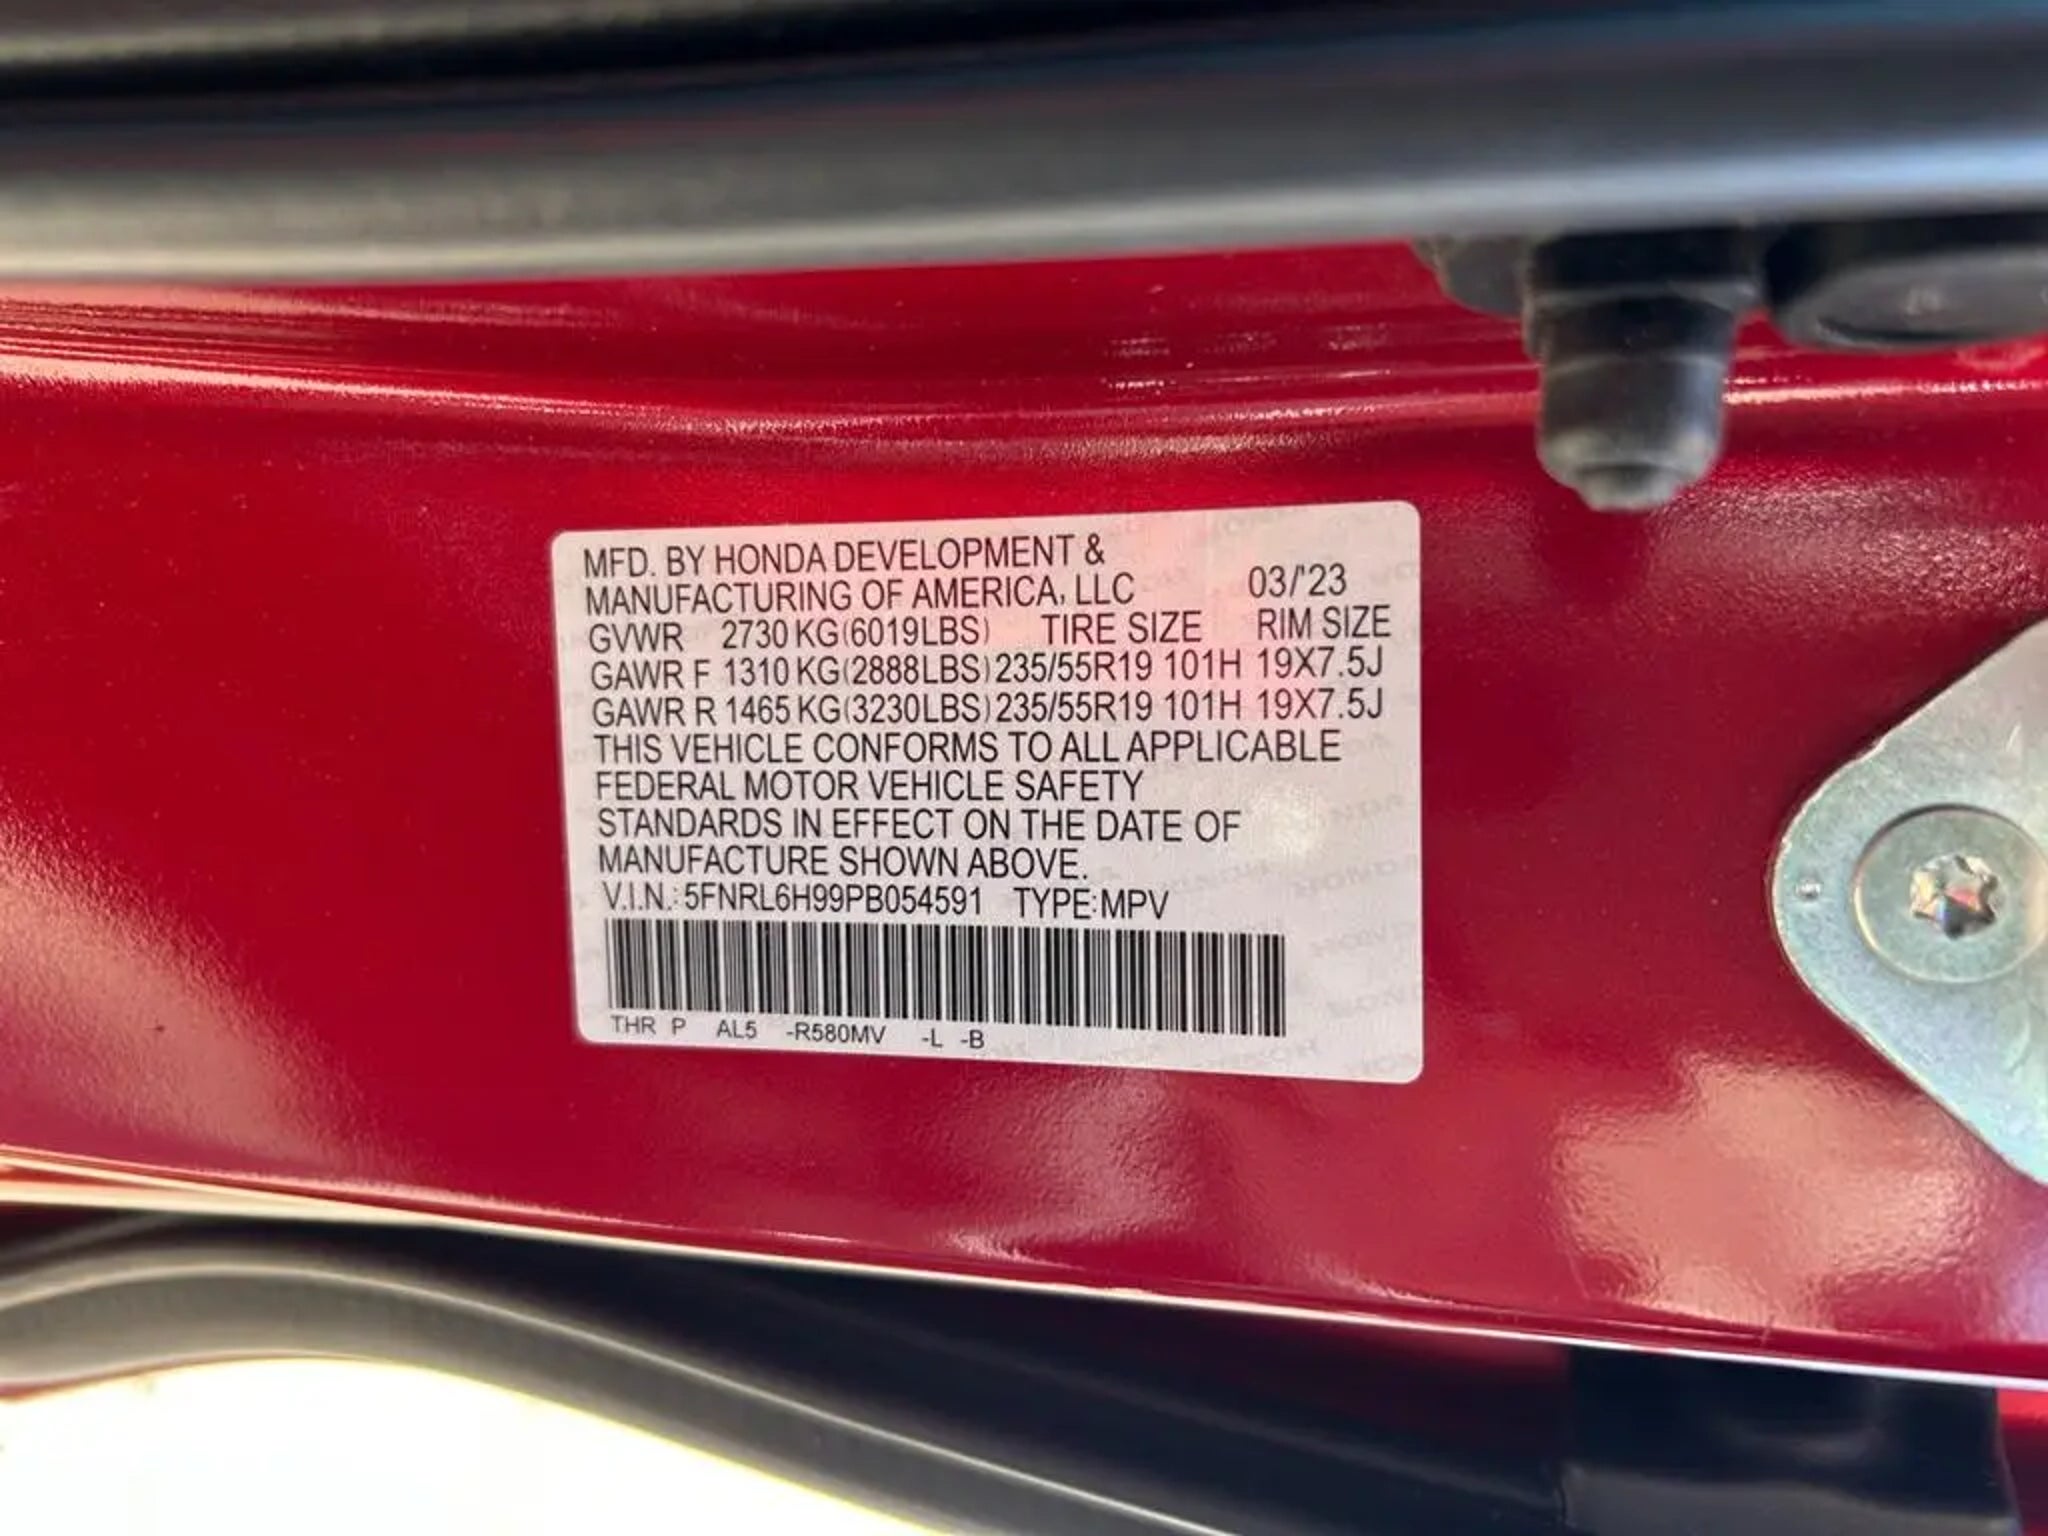 MFD. BY HONDA DEVELOPMENT &
MANUFACTURING OF AMERICA, LLC 03/'23
GVWR 2730 KG(6019LBS) TIRE SIZE RIM SIZE
GAWR F 1310 KG(2888LBS) 235/55R19 101H 19X7.5J
GAWR R 1465 KG(3230LBS) 235/55R19 101H 19X7.5J
THIS VEHICLE CONFORMS TO ALL APPLICABLE
FEDERAL MOTOR VEHICLE SAFETY
STANDARDS IN EFFECT ON THE DATE OF
MANUFACTURE SHOWN ABOVE.
V.I.N.: 5FNRL6H99PB054591 TYPE: MPV
THR P AL5 -R580MV -L -B